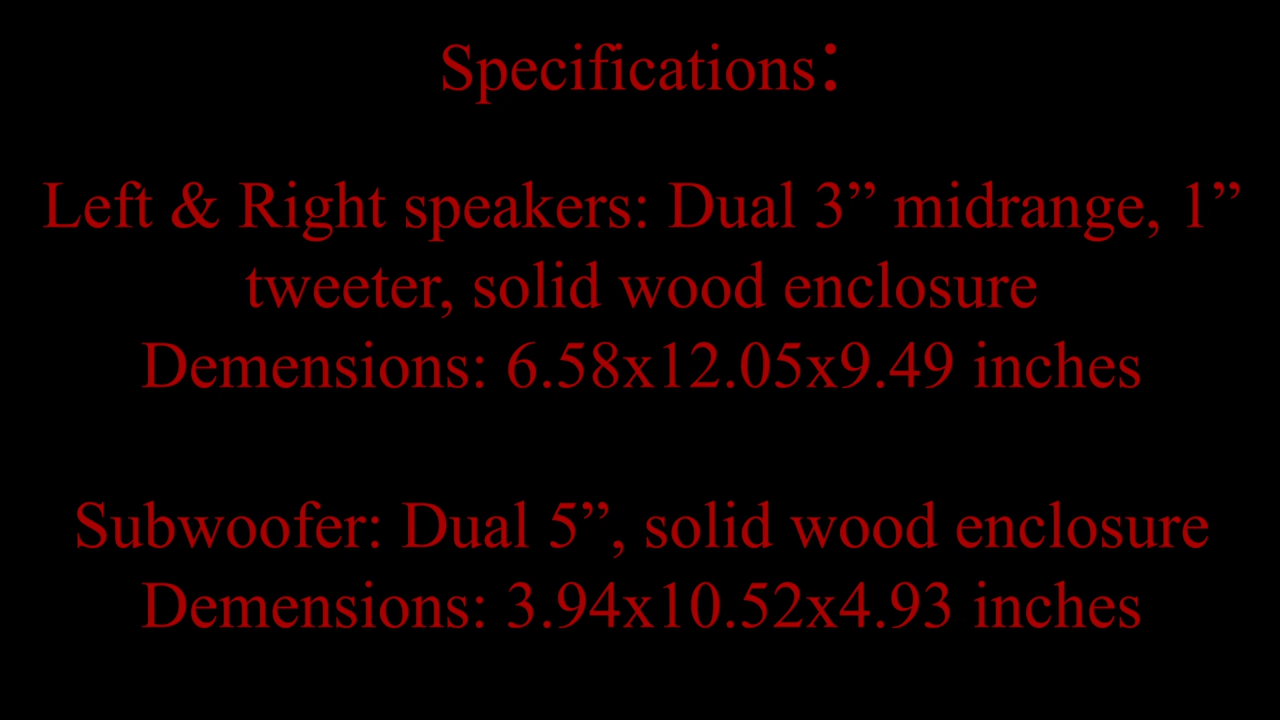 Specifications:
Left & Right speakers: Dual 3” midrange, 1”
tweeter, solid wood enclosure
Demensions: 6.58x12.05x9.49 inches
Subwoofer: Dual 5”, solid wood enclosure
Demensions: 3.94x10.52x4.93 inches